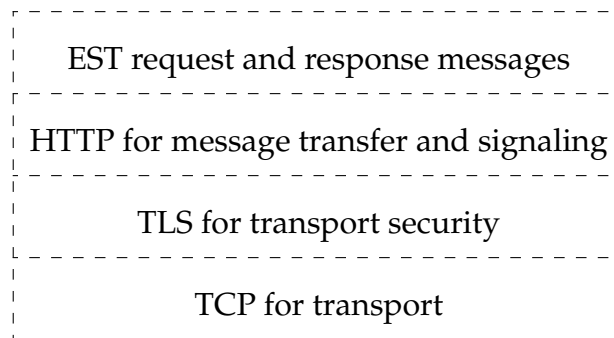 EST request and response messages
HTTP for message transfer and signaling
TLS for transport security
TCP for transport